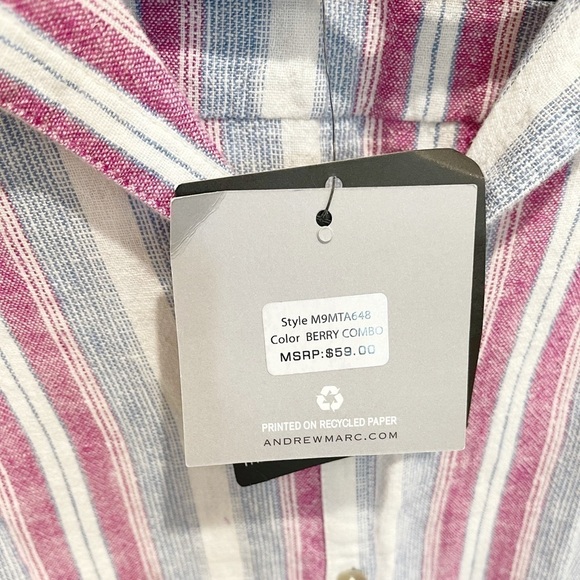 Style M9MTA648
Color BERRY COMBO
MSRP:$59.00
PRINTED ON RECYCLED PAPER
ANDREWMARC.COM